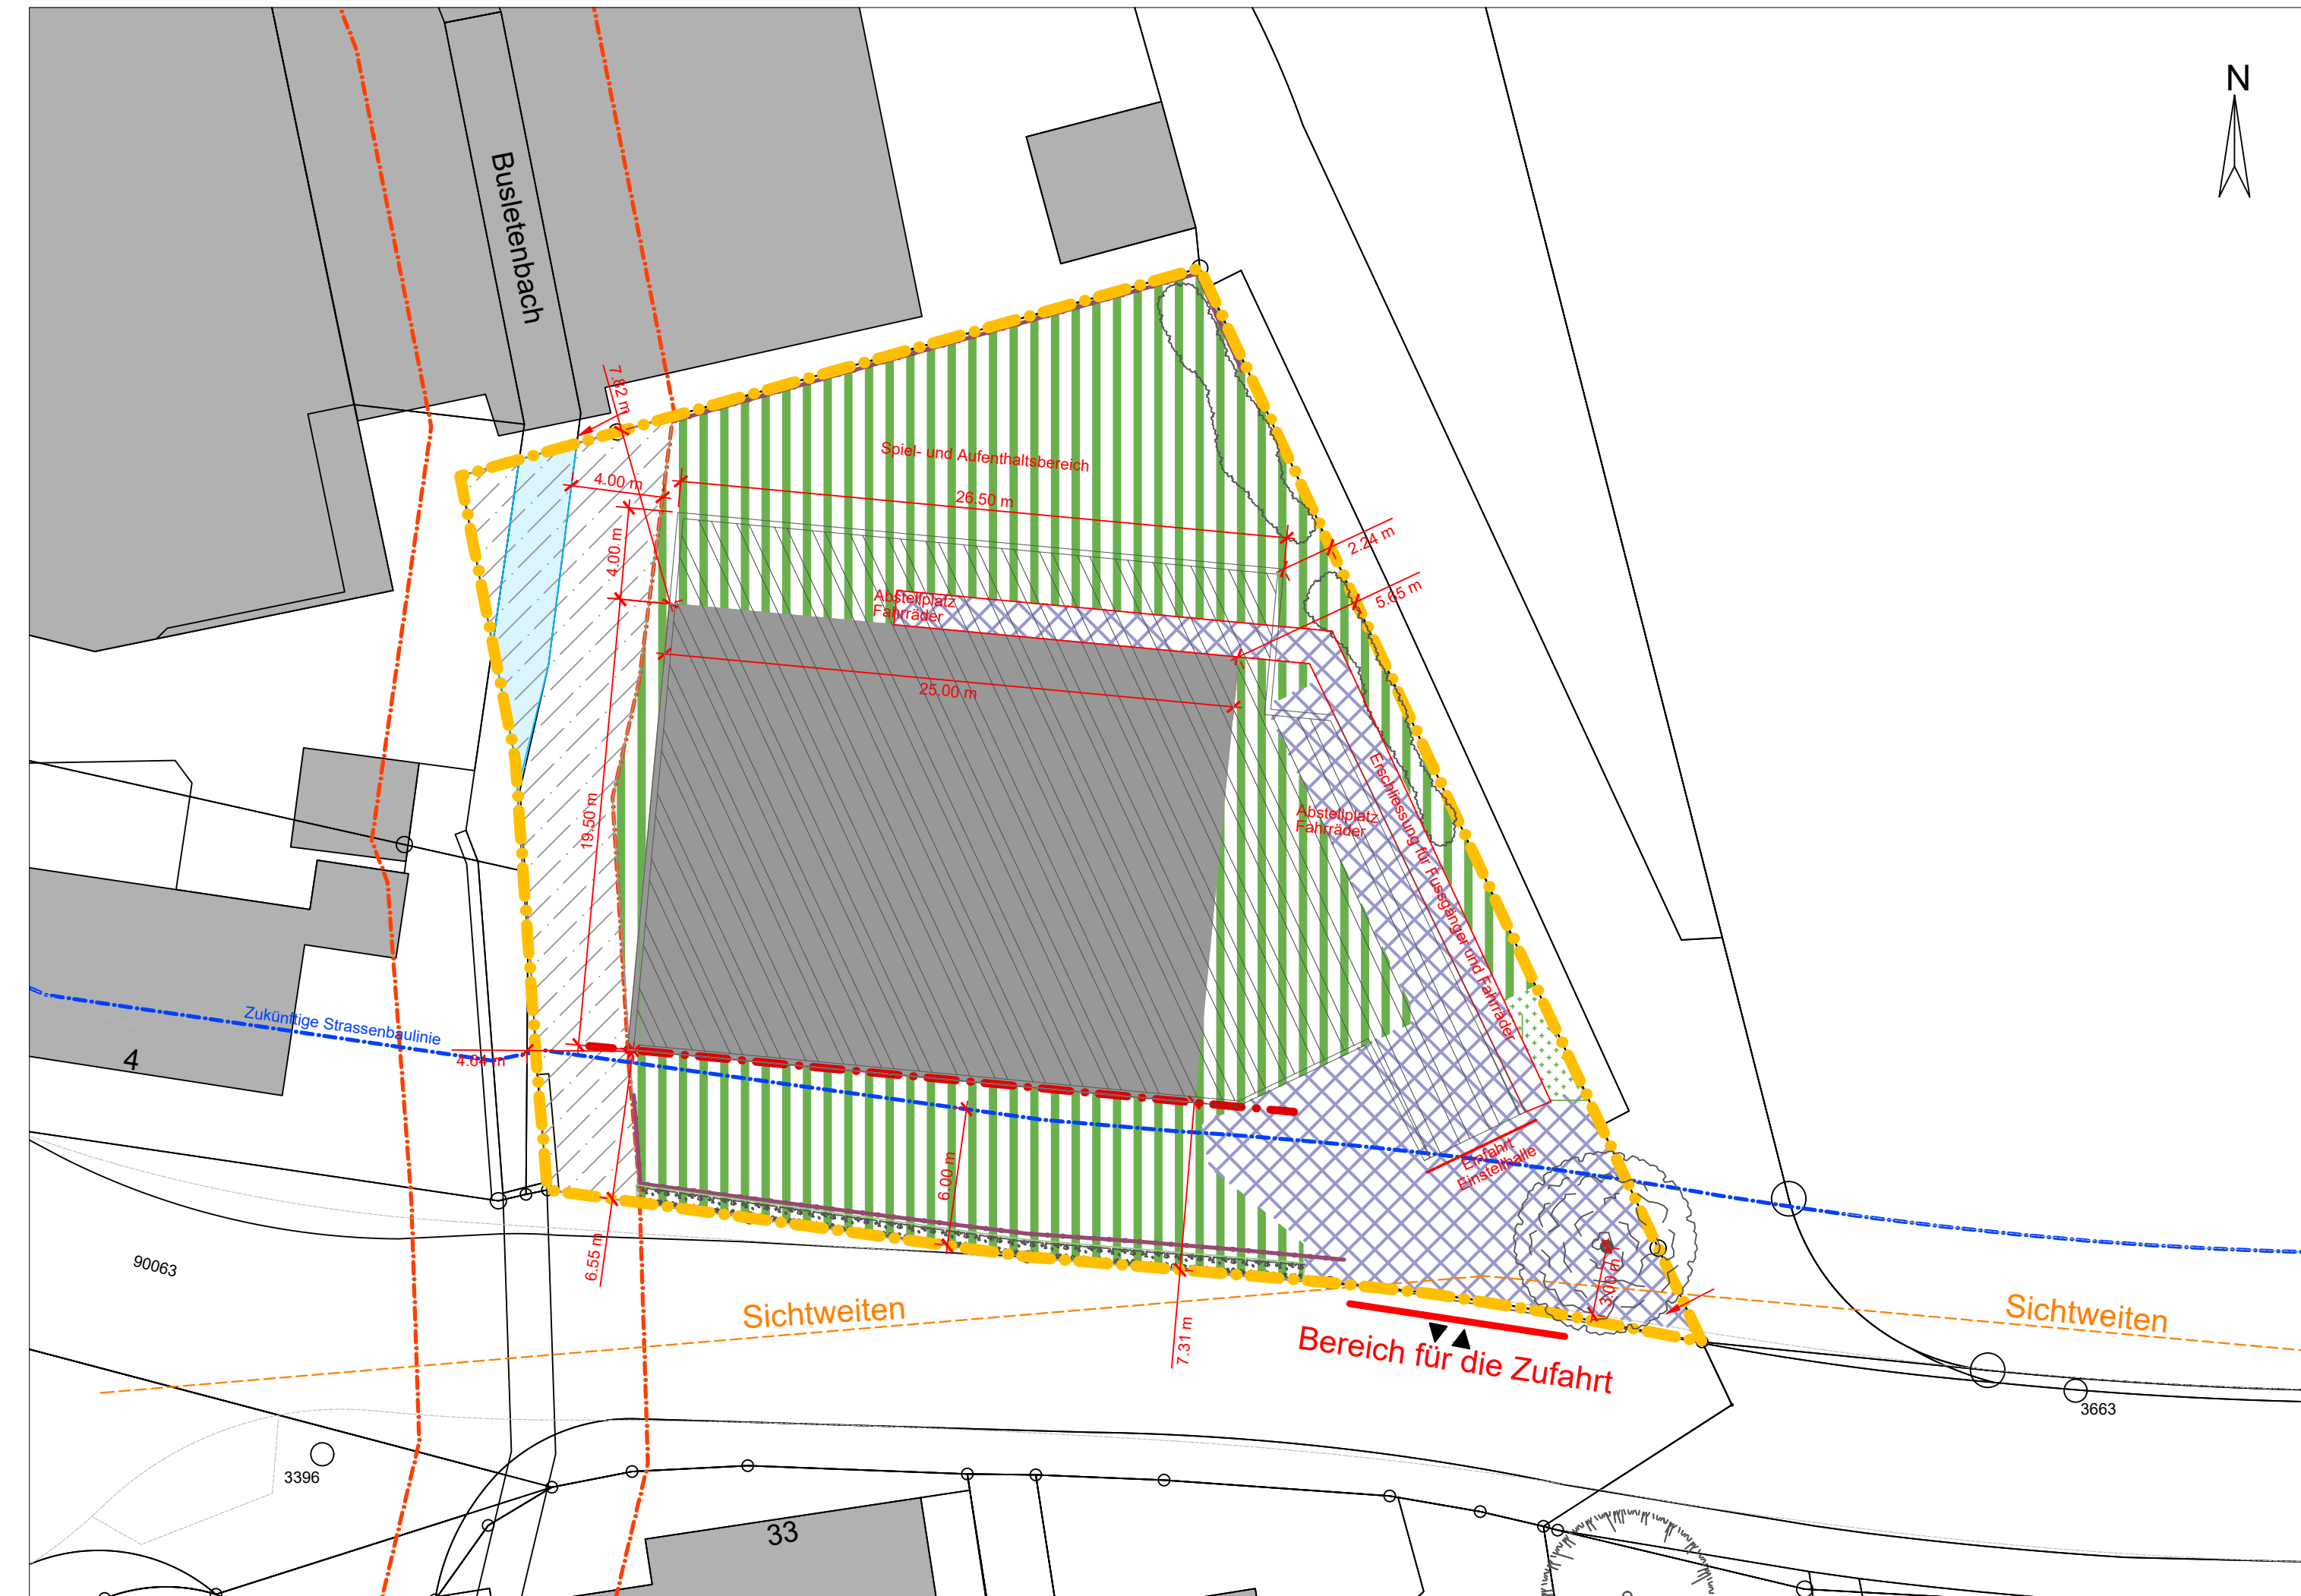 N
Busletenbach
7.82 m
Spiel- und Aufenthaltsbereich
4.00 m
26.50 m
4.00 m
2.24 m
5.65 m
Abstellplatz
Fahrräder
25.00 m
19.50 m
Abstellplatz
Fahrräder
Erschliessung für Fussgänger und Fahrräder
Zukünftige Strassenbaulinie
4
4.84 m
6.00 m
Einfahrt
Einstellhalle
90063
6.55 m
3.00 m
Sichtweiten
Sichtweiten
7.31 m
Bereich für die Zufahrt
3663
3396
33